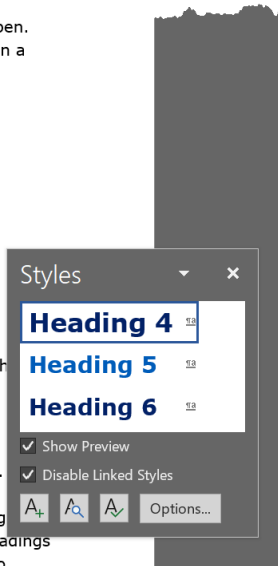 pen.
n a
Styles
Heading 4 ¶a
Heading 5 ¶a
Heading 6 ¶a
Show Preview
Disable Linked Styles
Options...
adings